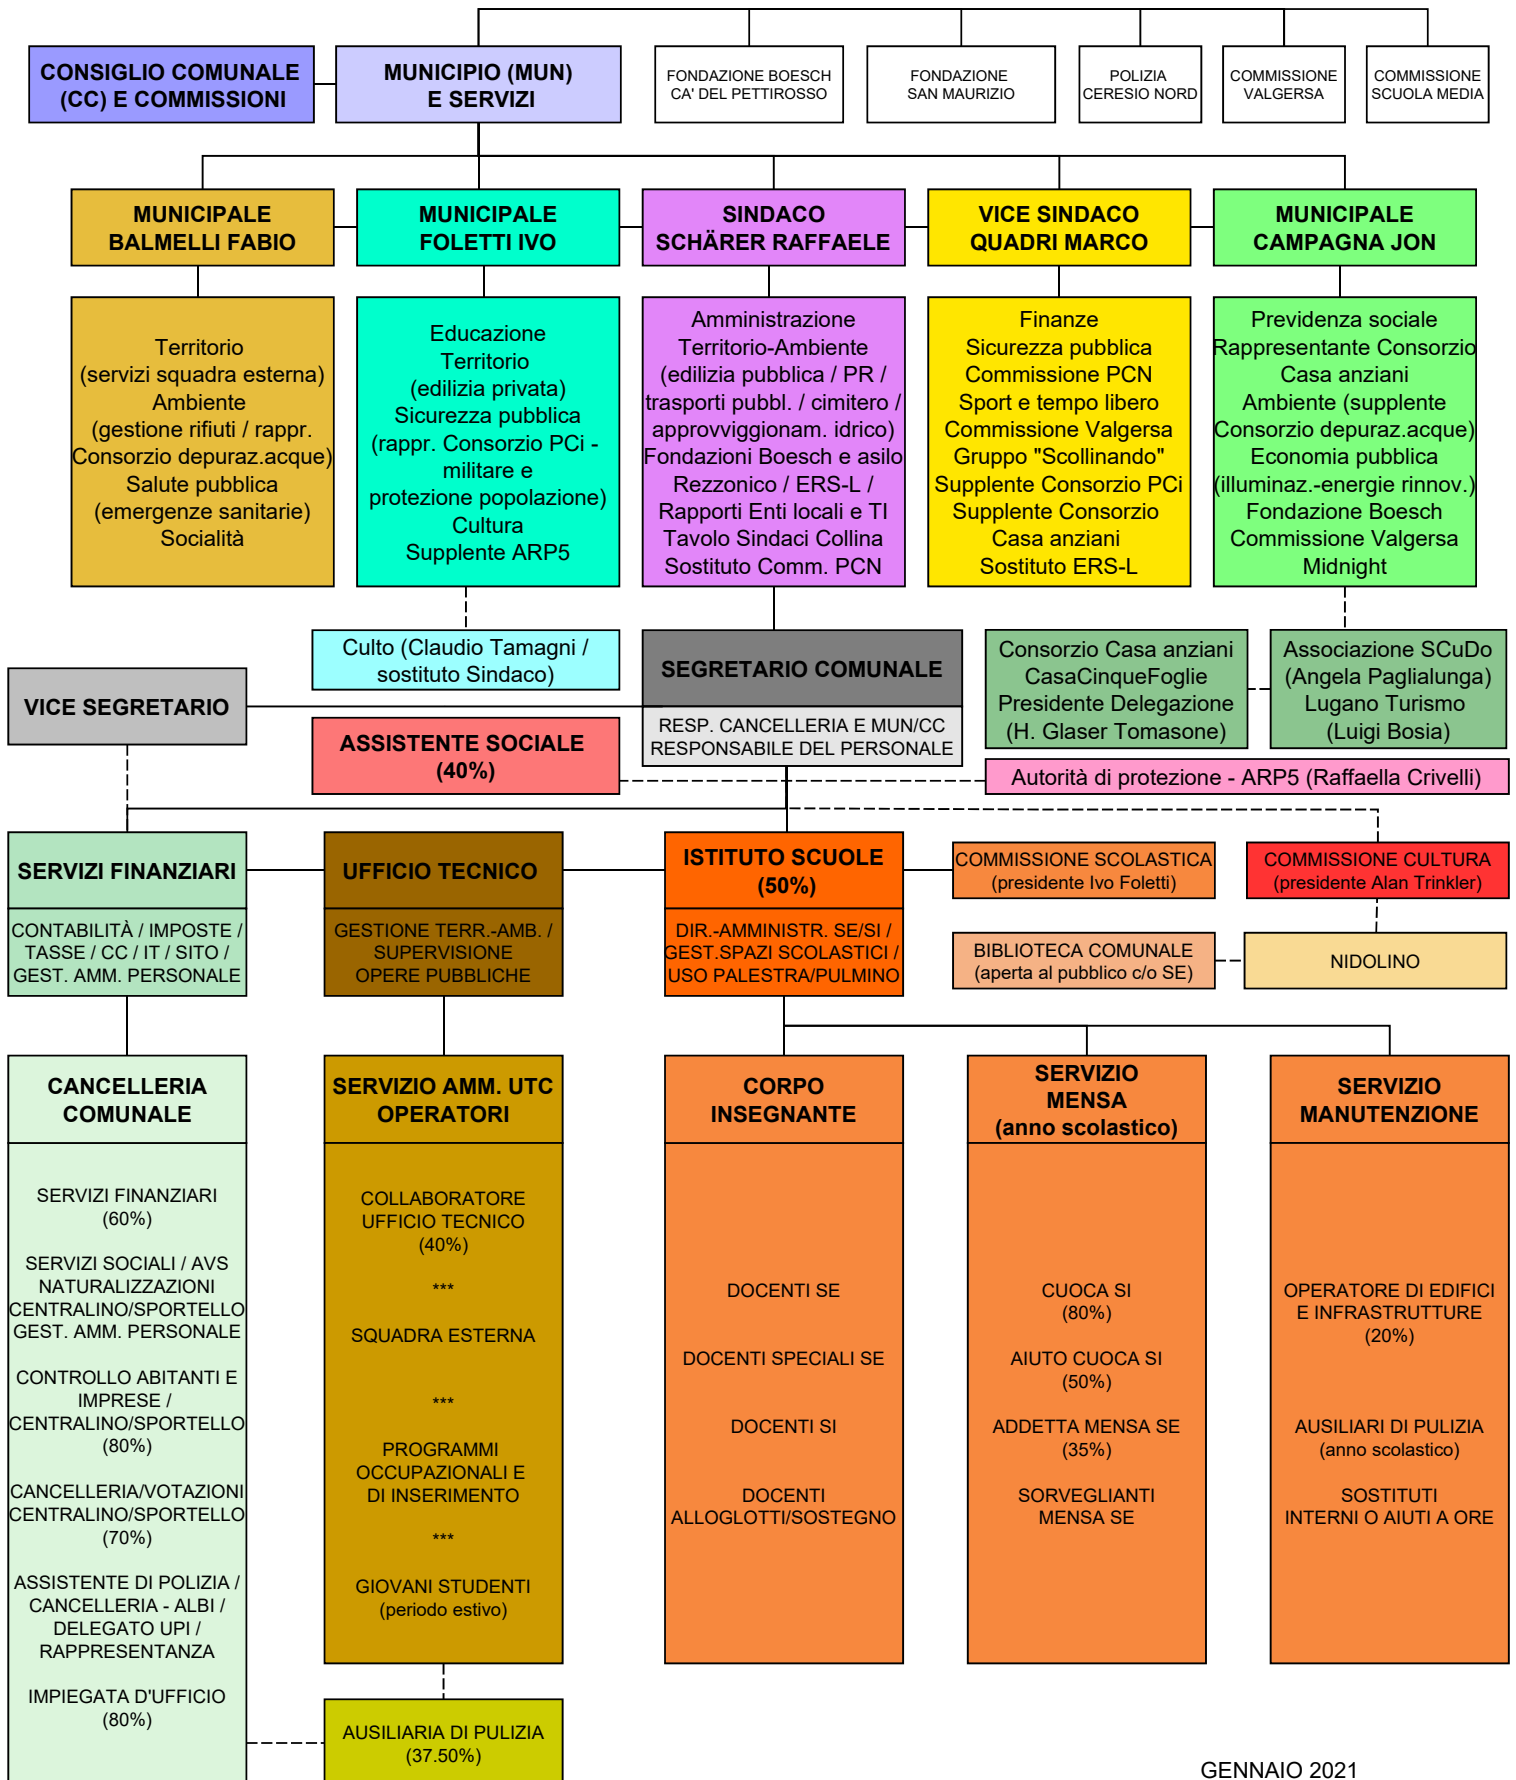 CONSIGLIO COMUNALE
(CC) E COMMISSIONI
MUNICIPIO (MUN)
E SERVIZI
FONDAZIONE BOESCH
CA' DEL PETTIROSSO
FONDAZIONE
SAN MAURIZIO
POLIZIA
CERESIO NORD
COMMISSIONE
VALGERSA
COMMISSIONE
SCUOLA MEDIA
MUNICIPALE
BALMELLI FABIO
MUNICIPALE
FOLETTI IVO
SINDACO
SCHÄRER RAFFAELE
VICE SINDACO
QUADRI MARCO
MUNICIPALE
CAMPAGNA JON
Territorio
(servizi squadra esterna)
Ambiente
(gestione rifiuti / rappr.
Consorzio depuraz.acque)
Salute pubblica
(emergenze sanitarie)
Socialità
Educazione
Territorio
(edilizia privata)
Sicurezza pubblica
(rappr. Consorzio PCi -
militare e
protezione popolazione)
Cultura
Supplente ARP5
Amministrazione
Territorio-Ambiente
(edilizia pubblica / PR /
trasporti pubbl. / cimitero /
approvviggionam. idrico)
Fondazioni Boesch e asilo
Rezzonico / ERS-L /
Rapporti Enti locali e TI
Tavolo Sindaci Collina
Sostituto Comm. PCN
Finanze
Sicurezza pubblica
Commissione PCN
Sport e tempo libero
Commissione Valgersa
Gruppo "Scollinando"
Supplente Consorzio PCi
Supplente Consorzio
Casa anziani
Sostituto ERS-L
Previdenza sociale
Rappresentante Consorzio
Casa anziani
Ambiente (supplente
Consorzio depuraz.acque)
Economia pubblica
(illuminaz.-energie rinnov.)
Fondazione Boesch
Commissione Valgersa
Midnight
Culto (Claudio Tamagni /
sostituto Sindaco)
SEGRETARIO COMUNALE
RESP. CANCELLERIA E MUN/CC
RESPONSABILE DEL PERSONALE
Consorzio Casa anziani
CasaCinqueFoglie
Presidente Delegazione
(H. Glaser Tomasone)
Associazione SCuDo
(Angela Paglialunga)
Lugano Turismo
(Luigi Bosia)
VICE SEGRETARIO
ASSISTENTE SOCIALE
(40%)
Autorità di protezione - ARP5 (Raffaella Crivelli)
SERVIZI FINANZIARI
CONTABILITÀ / IMPOSTE /
TASSE / CC / IT / SITO /
GEST. AMM. PERSONALE
UFFICIO TECNICO
GESTIONE TERR.-AMB. /
SUPERVISIONE
OPERE PUBBLICHE
ISTITUTO SCUOLE
(50%)
DIR.-AMMINISTR. SE/SI /
GEST.SPAZI SCOLASTICI /
USO PALESTRA/PULMINO
COMMISSIONE SCOLASTICA
(presidente Ivo Foletti)
COMMISSIONE CULTURA
(presidente Alan Trinkler)
BIBLIOTECA COMUNALE
(aperta al pubblico c/o SE)
NIDOLINO
CANCELLERIA
COMUNALE
SERVIZI FINANZIARI
(60%)
SERVIZI SOCIALI / AVS
NATURALIZZAZIONI
CENTRALINO/SPORTELLO
GEST. AMM. PERSONALE
CONTROLLO ABITANTI E
IMPRESE /
CENTRALINO/SPORTELLO
(80%)
CANCELLERIA/VOTAZIONI
CENTRALINO/SPORTELLO
(70%)
ASSISTENTE DI POLIZIA /
CANCELLERIA - ALBI /
DELEGATO UPI /
RAPPRESENTANZA
IMPIEGATA D'UFFICIO
(80%)
SERVIZIO AMM. UTC
OPERATORI
COLLABORATORE
UFFICIO TECNICO
(40%)
***
SQUADRA ESTERNA
***
PROGRAMMI
OCCUPAZIONALI E
DI INSERIMENTO
***
GIOVANI STUDENTI
(periodo estivo)
AUSILIARIA DI PULIZIA
(37.50%)
CORPO
INSEGNANTE
DOCENTI SE
DOCENTI SPECIALI SE
DOCENTI SI
DOCENTI
ALLOGLOTTI/SOSTEGNO
SERVIZIO
MENSA
(anno scolastico)
CUOCA SI
(80%)
AIUTO CUOCA SI
(50%)
ADDETTA MENSA SE
(35%)
SORVEGLIANTI
MENSA SE
SERVIZIO
MANUTENZIONE
OPERATORE DI EDIFICI
E INFRASTRUTTURE
(20%)
AUSILIARI DI PULIZIA
(anno scolastico)
SOSTITUTI
INTERNI O AIUTI A ORE
GENNAIO 2021